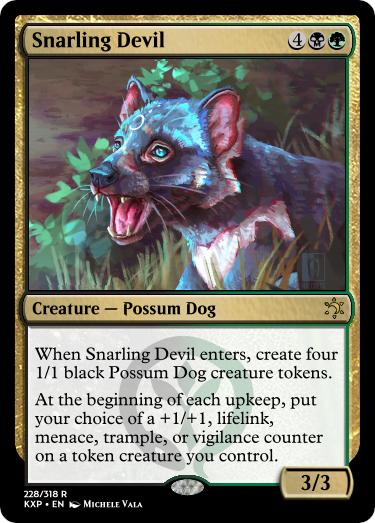 Snarling Devil 4
Creature — Possum Dog
When Snarling Devil enters, create four
1/1 black Possum Dog creature tokens.
At the beginning of each upkeep, put
your choice of a +1/+1, lifelink,
menace, trample, or vigilance counter
on a token creature you control.
3/3
228/318 R
KXP • EN Michele Vala